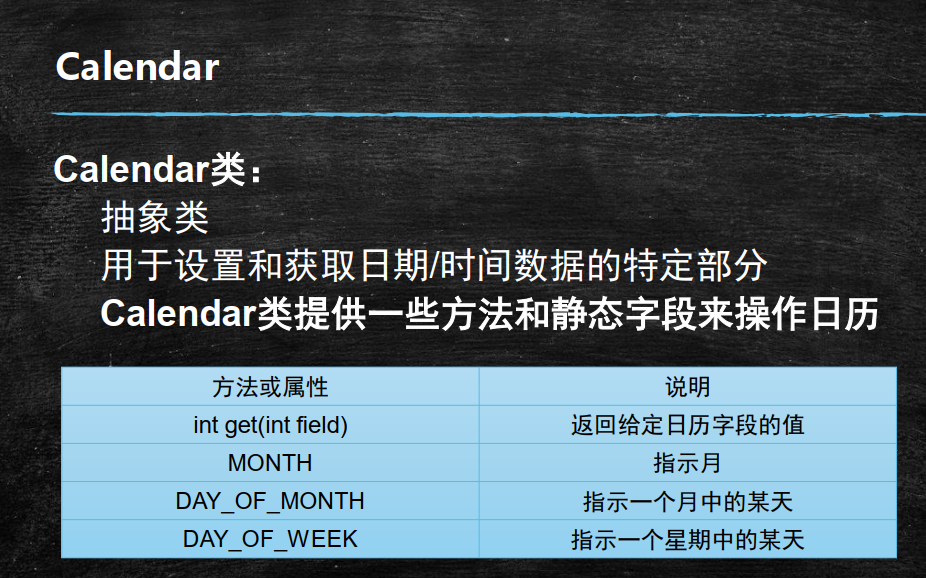 Calendar
Calendar类：
抽象类
用于设置和获取日期/时间数据的特定部分
Calendar类提供一些方法和静态字段来操作日历
方法或属性 说明
int get(int field) 返回给定日历字段的值
MONTH 指示月
DAY_OF_MONTH 指示一个月中的某天
DAY_OF_WEEK 指示一个星期中的某天